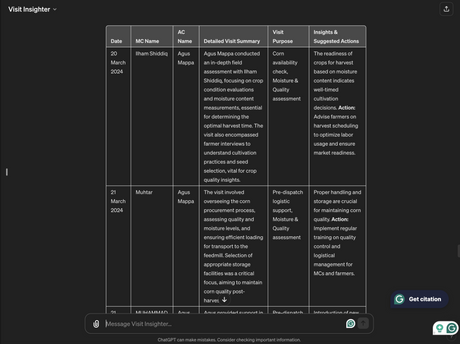 Visit Insighter
Date
MC Name
AC
Name
Detailed Visit Summary
Visit
Purpose
Insights &
Suggested Actions
20
March
2024
Ilham Shiddiq
Agus
Mappa
Agus Mappa conducted
an in-depth field
assessment with Ilham
Shiddiq, focusing on crop
condition evaluations
and moisture content
measurements, essential
for determining the
optimal harvest time. The
visit also encompassed
farmer interviews to
understand cultivation
practices and seed
selection, vital for crop
quality insights.
Corn
availability
check,
Moisture &
Quality
assessment
The readiness of
crops for harvest
based on moisture
content indicates
well-timed
cultivation
decisions. Action:
Advise farmers on
harvest scheduling
to optimize labor
usage and ensure
market readiness.
21
March
2024
Muhtar
Agus
Mappa
The visit involved
overseeing the corn
procurement process,
assessing quality and
moisture levels, and
ensuring efficient loading
for transport to the
feedmill. Selection of
appropriate storage
facilities was a critical
focus, aiming to maintain
corn quality post-
harves
Pre-dispatch
logistic
support,
Moisture &
Quality
assessment
Proper handling and
storage are crucial
for maintaining corn
quality. Action:
Implement regular
training on quality
control and
logistical
management for
MCs and farmers.
21
MUHAMMAD
Agus
Agus provided support in
Pre-dispatch
Introduction of new
Get citation
Message Visit Insighter...
ChatGPT can make mistakes. Consider checking important information.